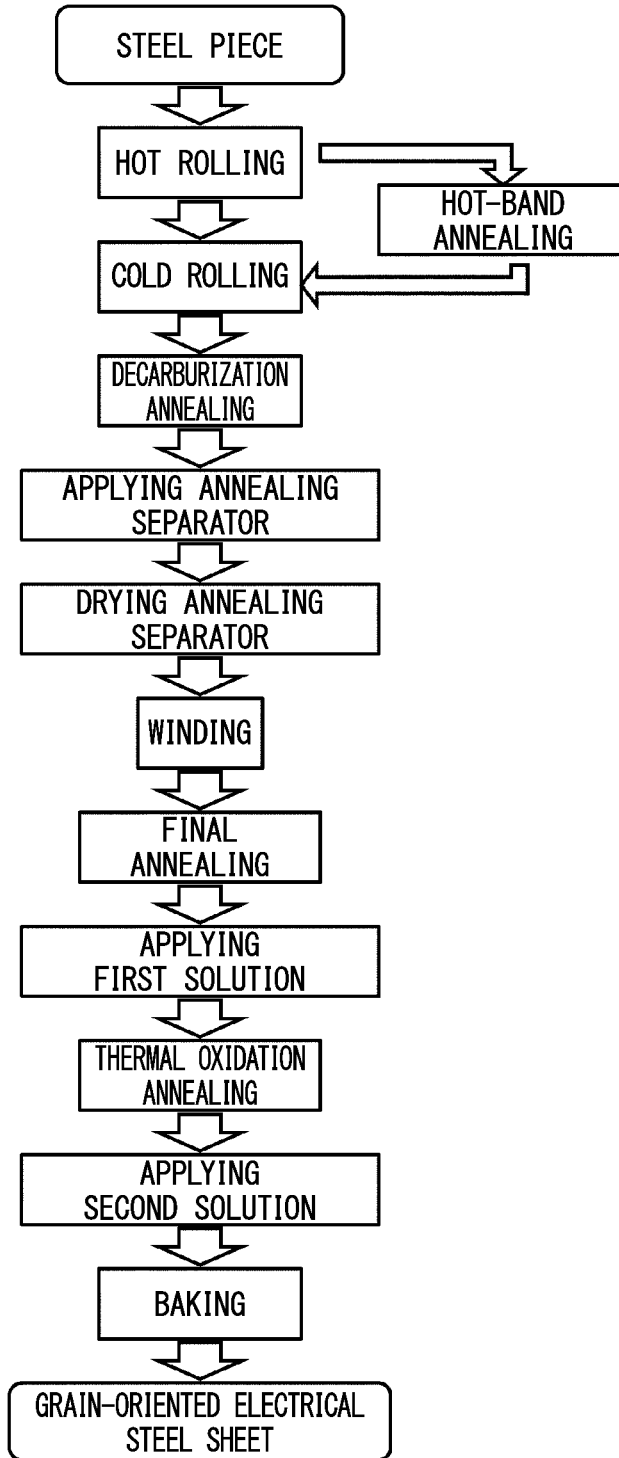 STEEL PIECE
HOT ROLLING
HOT-BAND
ANNEALING
COLD ROLLING
DECARBURIZATION
ANNEALING
APPLYING ANNEALING
SEPARATOR
DRYING ANNEALING
SEPARATOR
WINDING
FINAL
ANNEALING
APPLYING
FIRST SOLUTION
THERMAL OXIDATION
ANNEALING
APPLYING
SECOND SOLUTION
BAKING
GRAIN-ORIENTED ELECTRICAL
STEEL SHEET